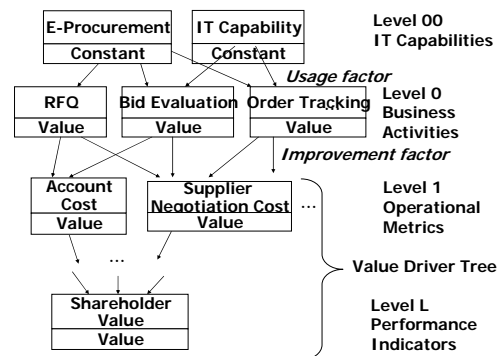 E-Procurement
Constant
IT Capability
Constant
Level 00
IT Capabilities
Usage factor
RFQ
Value
Bid Evaluation
Value
Order Tracking
Value
Level 0
Business
Activities
Improvement factor
Account
Cost
Value
Supplier
Negotiation Cost
Value
...
Level 1
Operational
Metrics
...
Value Driver Tree
Shareholder
Value
Value
Level L
Performance
Indicators